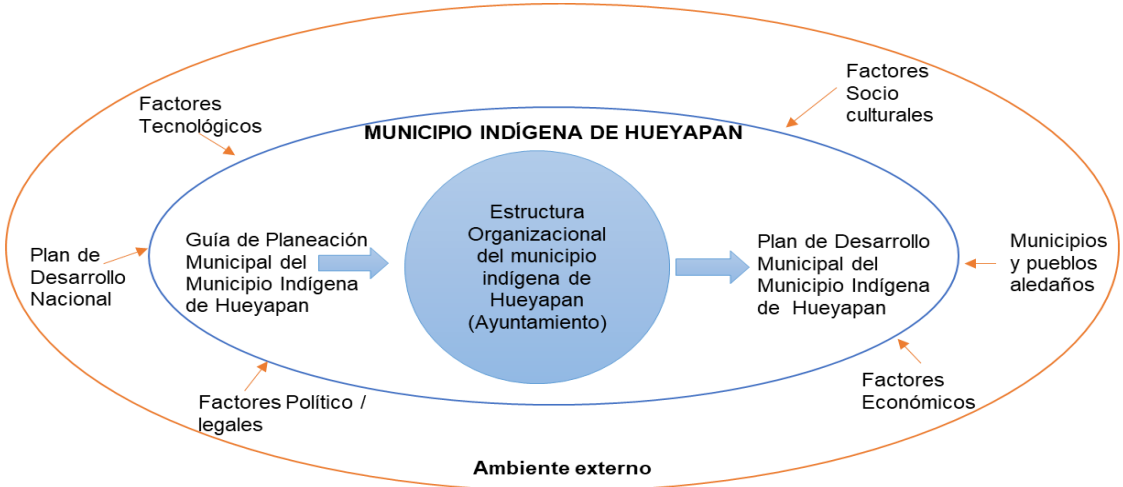 Factores
Tecnológicos
Factores
Socio
culturales
MUNICIPIO INDÍGENA DE HUEYAPAN
Plan de
Desarrollo
Nacional
Guía de Planeación
Municipal del
Municipio Indígena
de Hueyapan
Estructura
Organizacional
del municipio
indígena de
Hueyapan
(Ayuntamiento)
Plan de Desarrollo
Municipal del
Municipio Indígena
de Hueyapan
Municipios
y pueblos
aledaños
Factores Político /
legales
Factores
Económicos
Ambiente externo